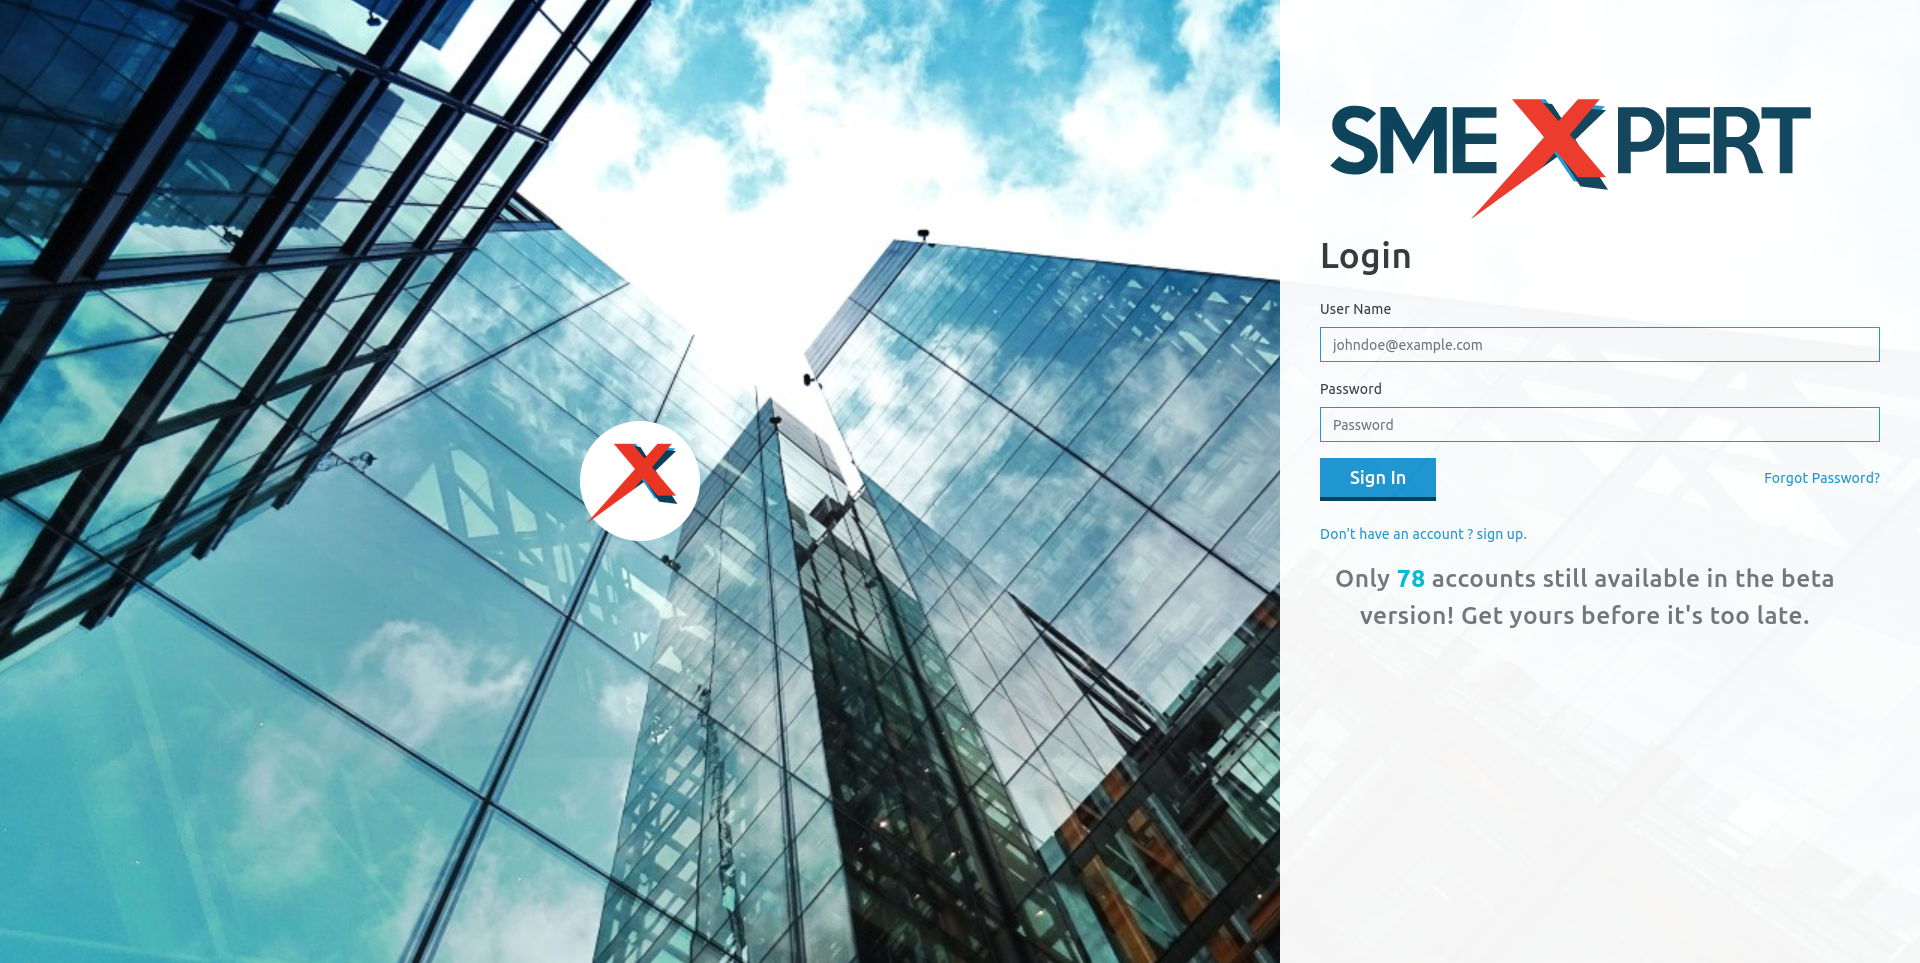 SMEXPERT
Login
User Name
johndoe@example.com
Password
Password
Sign In
Forgot Password?
Don't have an account ? sign up.
Only 78 accounts still available in the beta
version! Get yours before it's too late.